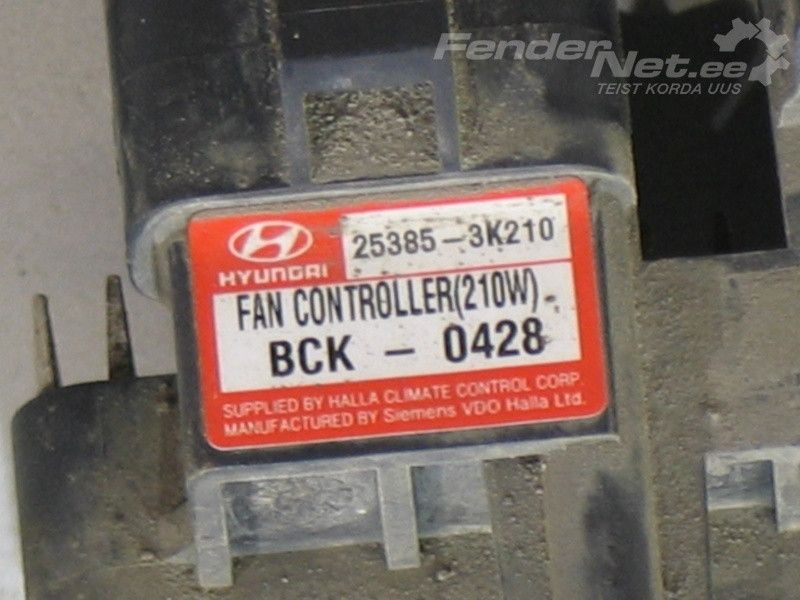 FenderNet.ee
TEIST KORDA UUS
HYUNDAI
25385-3K210
FAN CONTROLLER(210W)
BCK - 0428
SUPPLIED BY HALLA CLIMATE CONTROL CORP.
MANUFACTURED BY Siemens VDO Halla Ltd.